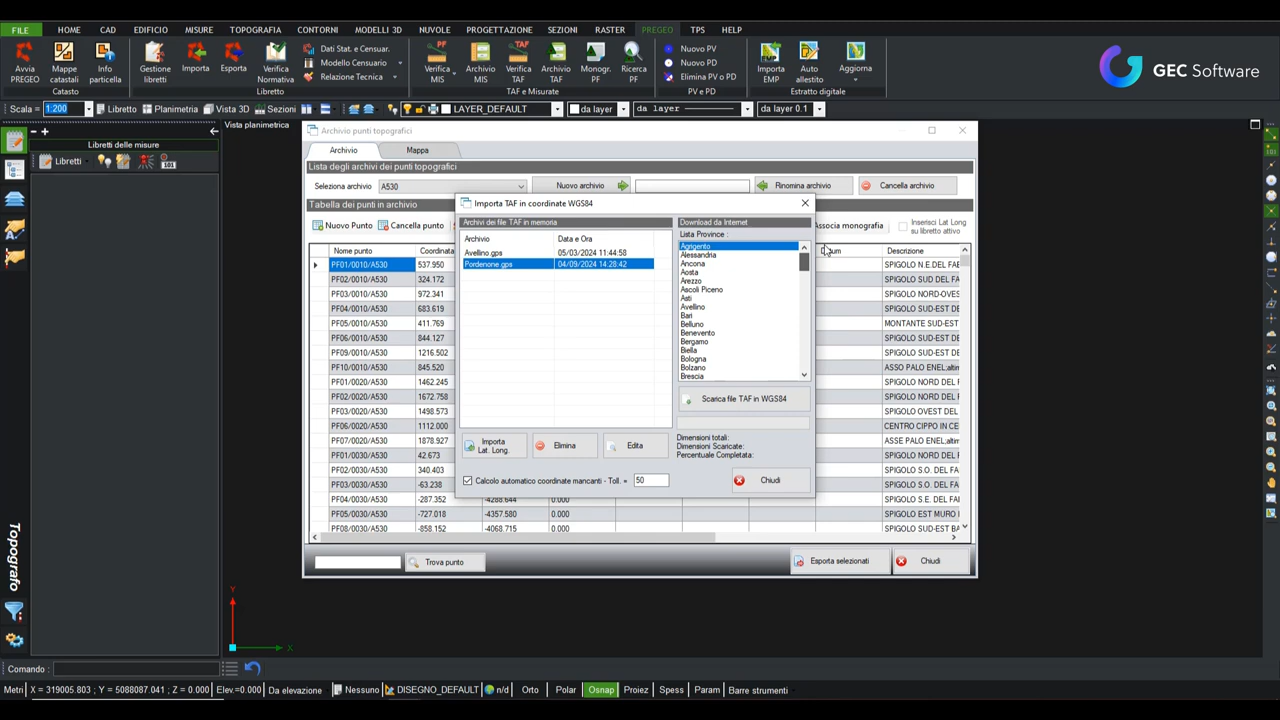 FILE HOME CAD EDIFICIO MISURE TOPOGRAFIA CONTORNI MODELLI 3D NUVOLE PROGETTAZIONE SEZIONI RASTER PREGEO TPS HELP
Avvia PREGEO
Mappe catastali
Info particella
Catasto
Gestione libretti
Importa
Esporta
Verifica Normativa
Dati Stat. e Censuar.
Modello Censuario
Relazione Tecnica
Libretto
Verifica MIS
Archivio MIS
Verifica TAF
Archivio TAF
Monogr. PF
Ricerca PF
TAF e Misurate
Nuovo PV
Nuovo PD
Elimina PV o PD
PV e PD
Importa EMP
Auto allestito
Aggiorna
Estratto digitale
GEC Software
Scala = 1:200 Libretto Planimetria Vista 3D Sezioni LAYER_DEFAULT da layer da layer da layer 0.1
Libretti delle misure
Libretti
Vista planimetrica
Archivio punti topografici
Archivio Mappa
Lista degli archivi dei punti topografici
Seleziona archivio A530 Nuovo archivio Rinomina archivio Cancella archivio
Tabella dei punti in archivio
Nuovo Punto Cancella punto Associa monografia Inserisci Lat Long su libretto attivo
Nome punto Coordinata Descrizione
PF01/0010/A530 537.950 SPIGOLO N.E.DEL FAB
PF02/0010/A530 324.172 SPIGOLO SUD DEL F
PF03/0010/A530 972.341 SPIGOLO NORD-OVES
PF04/0010/A530 683.619 SPIGOLO SUD-EST DE
PF05/0010/A530 411.769 MONTANTE SUD-EST
PF06/0010/A530 844.127 SPIGOLO SUD-EST DE
PF09/0010/A530 1216.502 SPIGOLO SUD-EST DE
PF10/0010/A530 845.520 ASSO PALO ENEL;altim
PF01/0020/A530 1462.245 SPIGOLO NORD DEL F
PF02/0020/A530 1672.758 SPIGOLO NORD DEL F
PF03/0020/A530 1498.573 SPIGOLO OVEST DEL
PF06/0020/A530 1112.000 CENTRO CIPPO IN CE
PF07/0020/A530 1878.927 ASSE PALO ENEL;altim
PF01/0030/A530 42.673 SPIGOLO NORD DEL F
PF02/0030/A530 340.403 SPIGOLO S.O. DEL FA
PF03/0030/A530 -63.238 SPIGOLO S.O. DEL FA
PF04/0030/A530 -287.352 -4288.644 0.000 SPIGOLO S.E. DEL FAB
PF05/0030/A530 -727.018 -4357.580 0.000 SPIGOLO EST MURO
PF08/0030/A530 -858.152 -4068.715 0.000 SPIGOLO SUD-EST BA
Trova punto Esporta selezionati Chiudi
Importa TAF in coordinate WGS84
Archivi dei file TAF in memoria
Archivio Data e Ora
Avellino.gps 05/03/2024 11:44:58
Pordenone.gps 04/09/2024 14:28:42
Download da Internet
Lista Province :
Agrigento
Alessandria
Ancona
Aosta
Arezzo
Ascoli Piceno
Asti
Avellino
Bari
Belluno
Benevento
Bergamo
Biella
Bologna
Bolzano
Brescia
Scarica file TAF in WGS84
Dimensioni totali:
Dimensioni Scaricate:
Percentuale Completata:
Importa Lat. Long.
Elimina
Edita
Calcolo automatico coordinate mancanti - Toll. = 50
Chiudi
Topografo
Y
X
Comando :
Metri X = 319005.803 ; Y = 5088087.041 ; Z = 0.000 Elev.=0.000 Da elevazione Nessuno DISEGNO_DEFAULT n/d Orto Polar Osnap Proiez Spess Param Barre strumenti